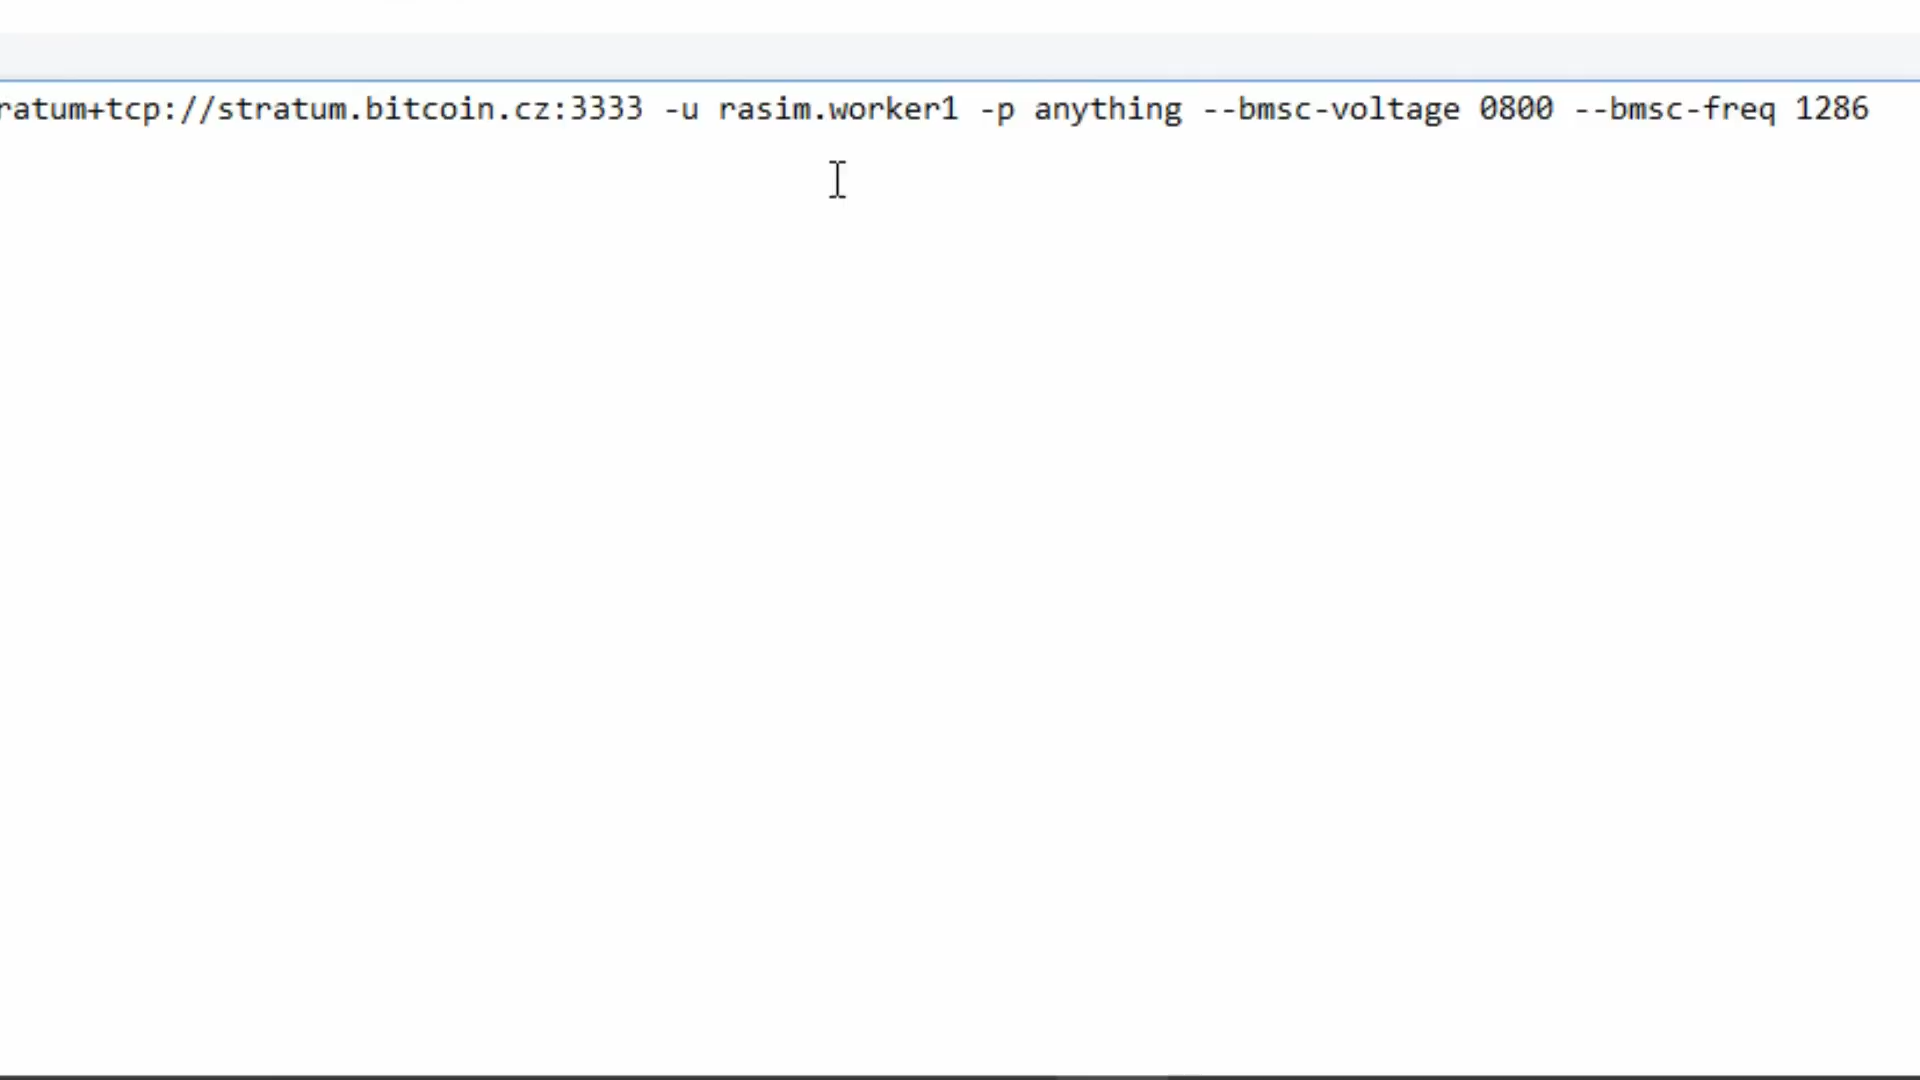 ratum+tcp://stratum.bitcoin.cz:3333 -u rasim.worker1 -p anything --bmsc-voltage 0800 --bmsc-freq 1286